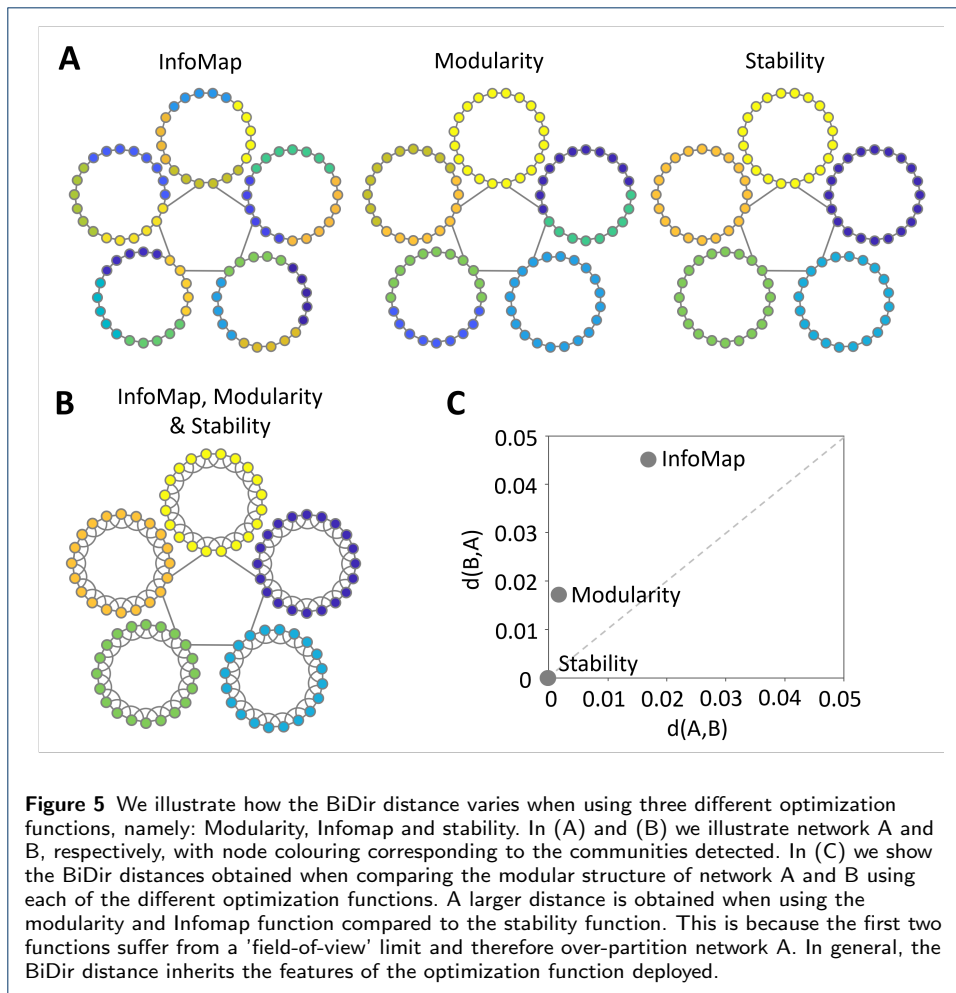 A
InfoMap
Modularity
Stability
B
InfoMap, Modularity
& Stability
C
0.05
0.04
0.03
0.02
0.01
0
d(B,A)
InfoMap
Modularity
Stability
0 0.01 0.02 0.03 0.04 0.05
d(A,B)
Figure 5 We illustrate how the BiDir distance varies when using three different optimization
functions, namely: Modularity, Infomap and stability. In (A) and (B) we illustrate network A and
B, respectively, with node colouring corresponding to the communities detected. In (C) we show
the BiDir distances obtained when comparing the modular structure of network A and B using
each of the different optimization functions. A larger distance is obtained when using the
modularity and Infomap function compared to the stability function. This is because the first two
functions suffer from a 'field-of-view' limit and therefore over-partition network A. In general, the
BiDir distance inherits the features of the optimization function deployed.